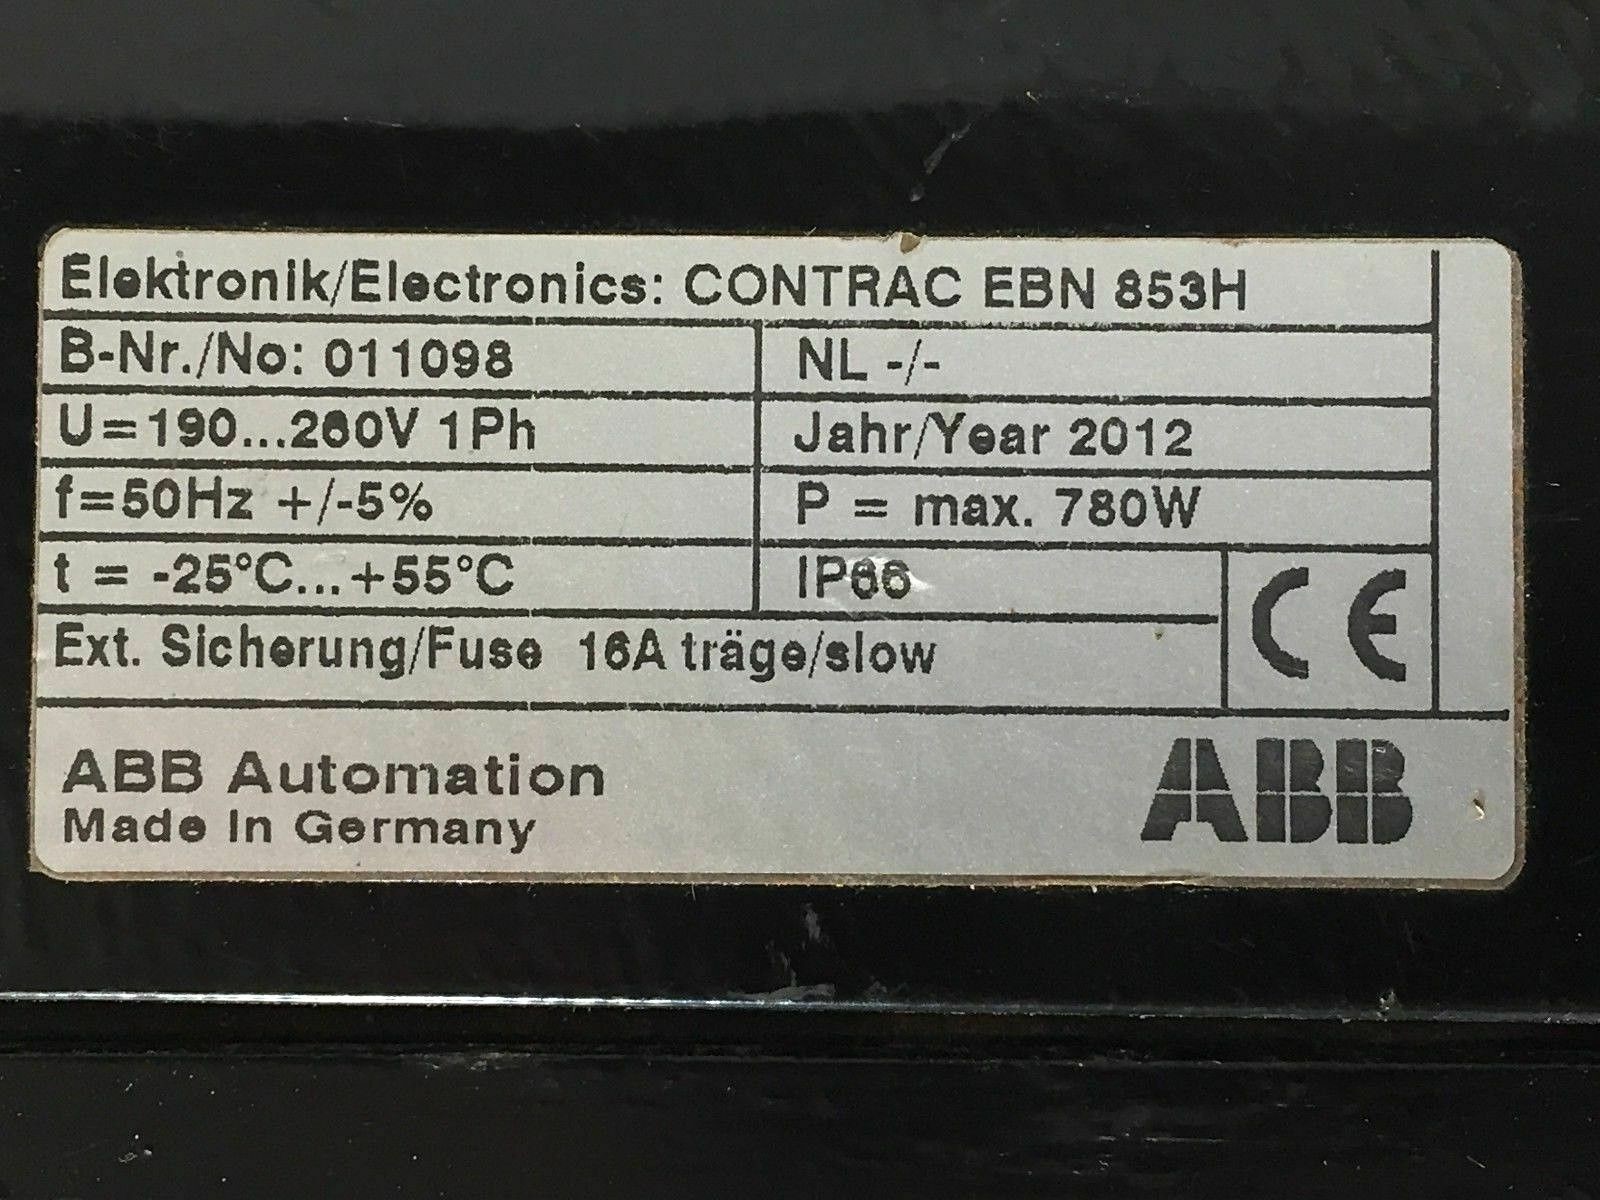 Elektronik/Electronics: CONTRAC EBN 853H
B-Nr./No: 011098 NL -/-
U=190...260V 1Ph Jahr/Year 2012
f=50Hz +/-5% P = max. 780W
t = -25°C...+55°C IP66
Ext. Sicherung/Fuse 16A träge/slow CE
ABB Automation ABB
Made In Germany